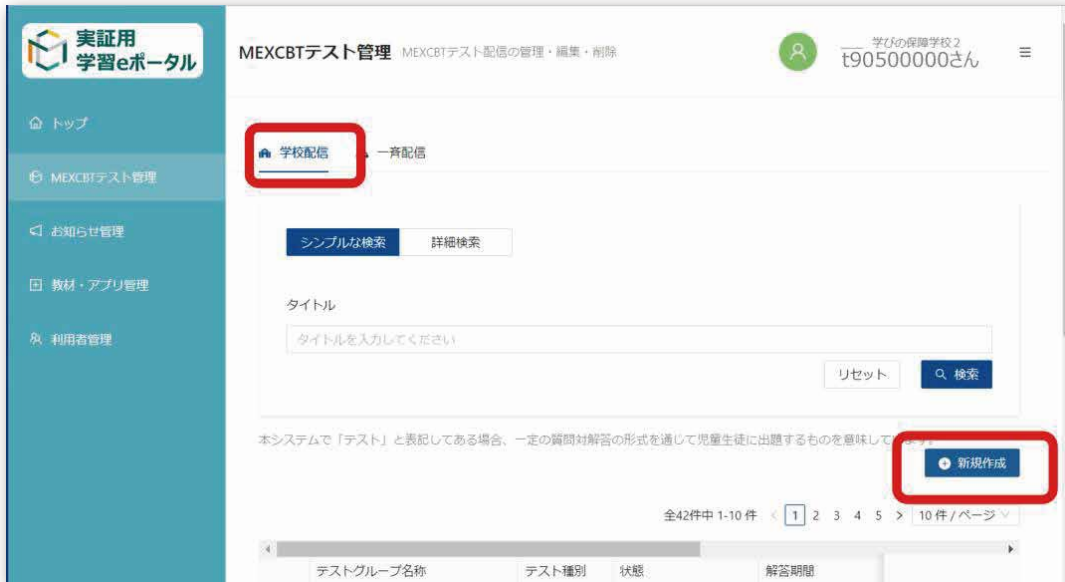 実証用
学習eポータル
MEXCBTテスト管理 MEXCBTテスト配信の管理・編集・削除
学びの保障学校2
t90500000さん
トップ
MEXCBTテスト管理
お知らせ管理
教材・アプリ管理
利用者管理
学校配信 一斉配信
シンプルな検索 詳細検索
タイトル
タイトルを入力してください
リセット 検索
本システムで「テスト」と表記してある場合、一定の質問対解答の形式を通して児童生徒に出題するものを意味しています。
新規作成
全42件中 1-10 件 < 1 2 3 4 5 > 10 件 / ページ
テストグループ名称 テスト種別 状態 解答期間